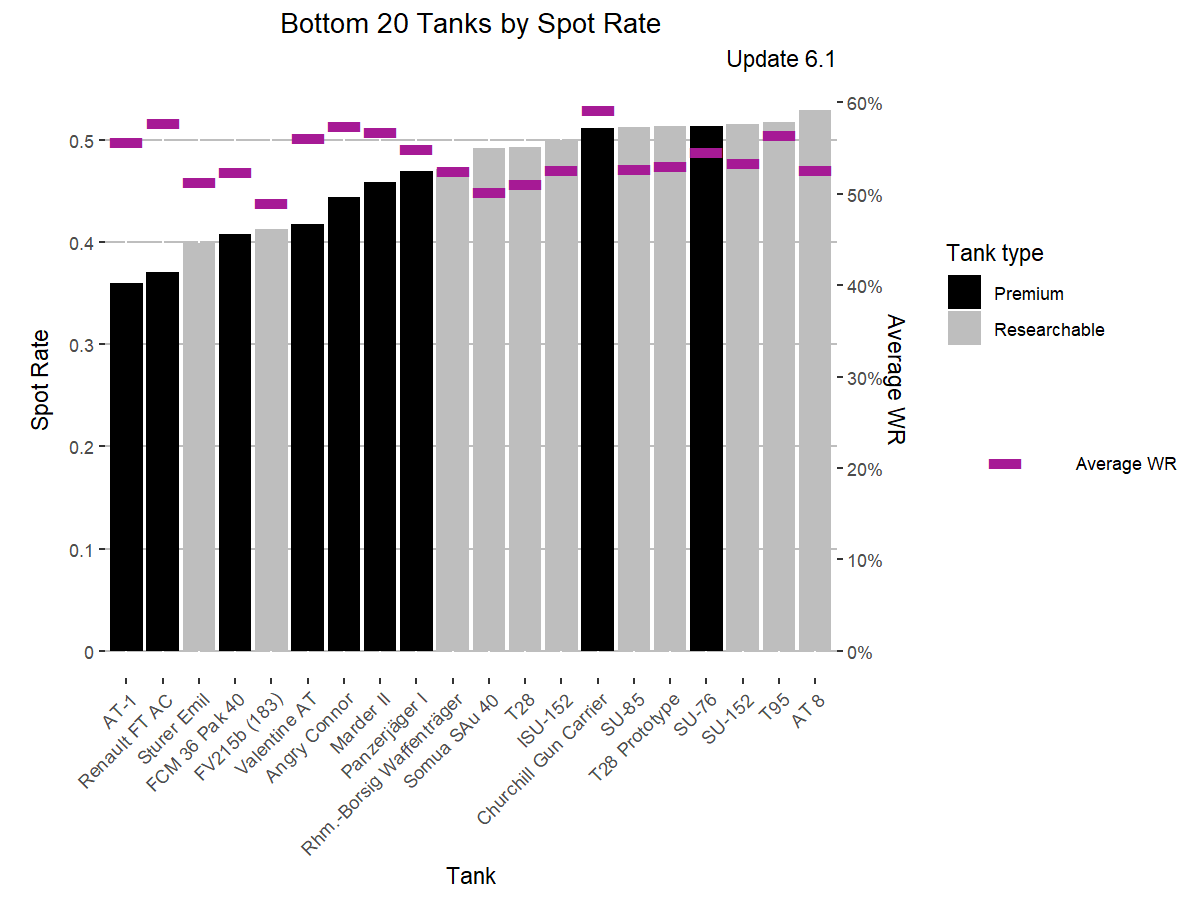 Bottom 20 Tanks by Spot Rate
Update 6.1
Spot Rate
0.5
0.4
0.3
0.2
0.1
0
60%
50%
40%
30%
20%
10%
0%
Average WR
AT-1
Renault FT AC
Sturer Emil
FCM 36 Pak 40
FV215b (183)
Valentine AT
Angry Connor
Marder II
Panzerjäger I
Rhm.-Borsig Waffenträger
Somua SAu 40
T28
ISU-152
Churchill Gun Carrier
SU-85
T28 Prototype
SU-76
SU-152
T95
AT 8
Tank
Tank type
Premium
Researchable
Average WR